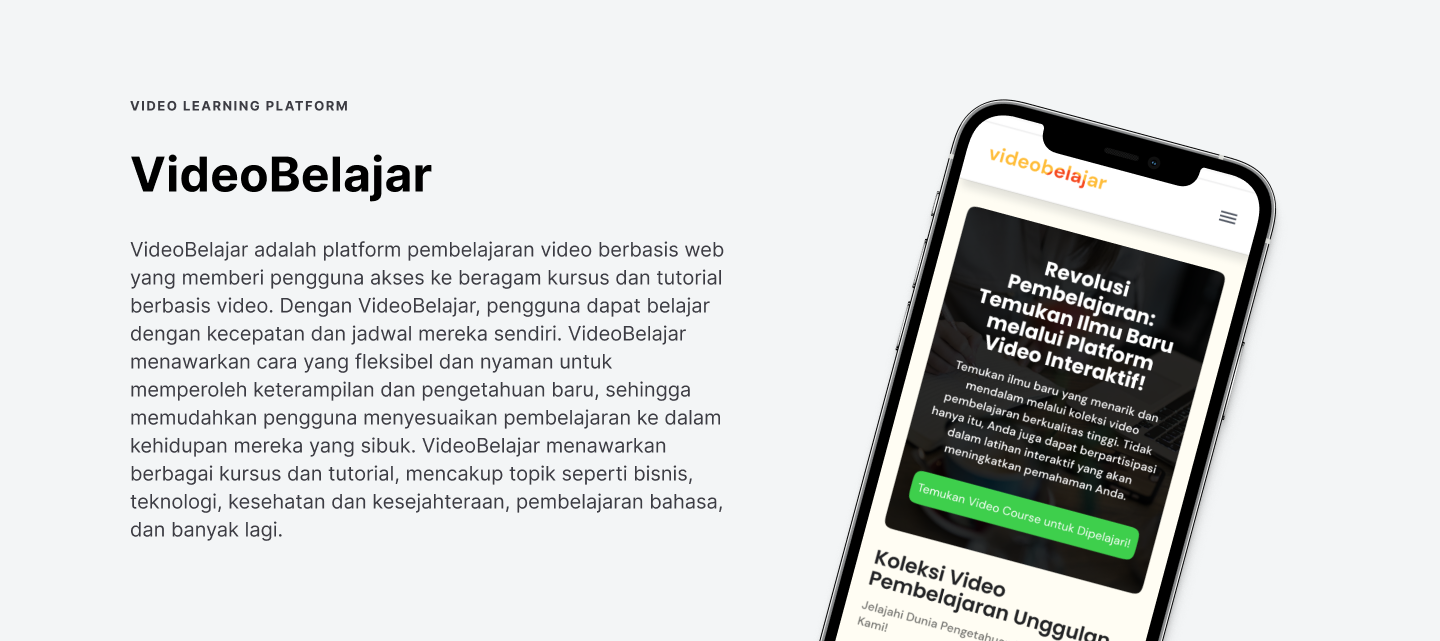 VIDEO LEARNING PLATFORM
VideoBelajar
VideoBelajar adalah platform pembelajaran video berbasis web
yang memberi pengguna akses ke beragam kursus dan tutorial
berbasis video. Dengan VideoBelajar, pengguna dapat belajar
dengan kecepatan dan jadwal mereka sendiri. VideoBelajar
menawarkan cara yang fleksibel dan nyaman untuk
memperoleh keterampilan dan pengetahuan baru, sehingga
memudahkan pengguna menyesuaikan pembelajaran ke dalam
kehidupan mereka yang sibuk. VideoBelajar menawarkan
berbagai kursus dan tutorial, mencakup topik seperti bisnis,
teknologi, kesehatan dan kesejahteraan, pembelajaran bahasa,
dan banyak lagi.
videobelajar
Revolusi
Pembelajaran:
Temukan Ilmu Baru
melalui Platform
Video Interaktif!
Temukan ilmu baru yang menarik dan
mendalam melalui koleksi video
pembelajaran berkualitas tinggi. Tidak
hanya itu, Anda juga dapat berpartisipasi
dalam latihan interaktif yang akan
meningkatkan pemahaman Anda.
Temukan Video Course untuk Dipelajari!
Koleksi Video
Pembelajaran Unggulan
Jelajahi Dunia
Kami!